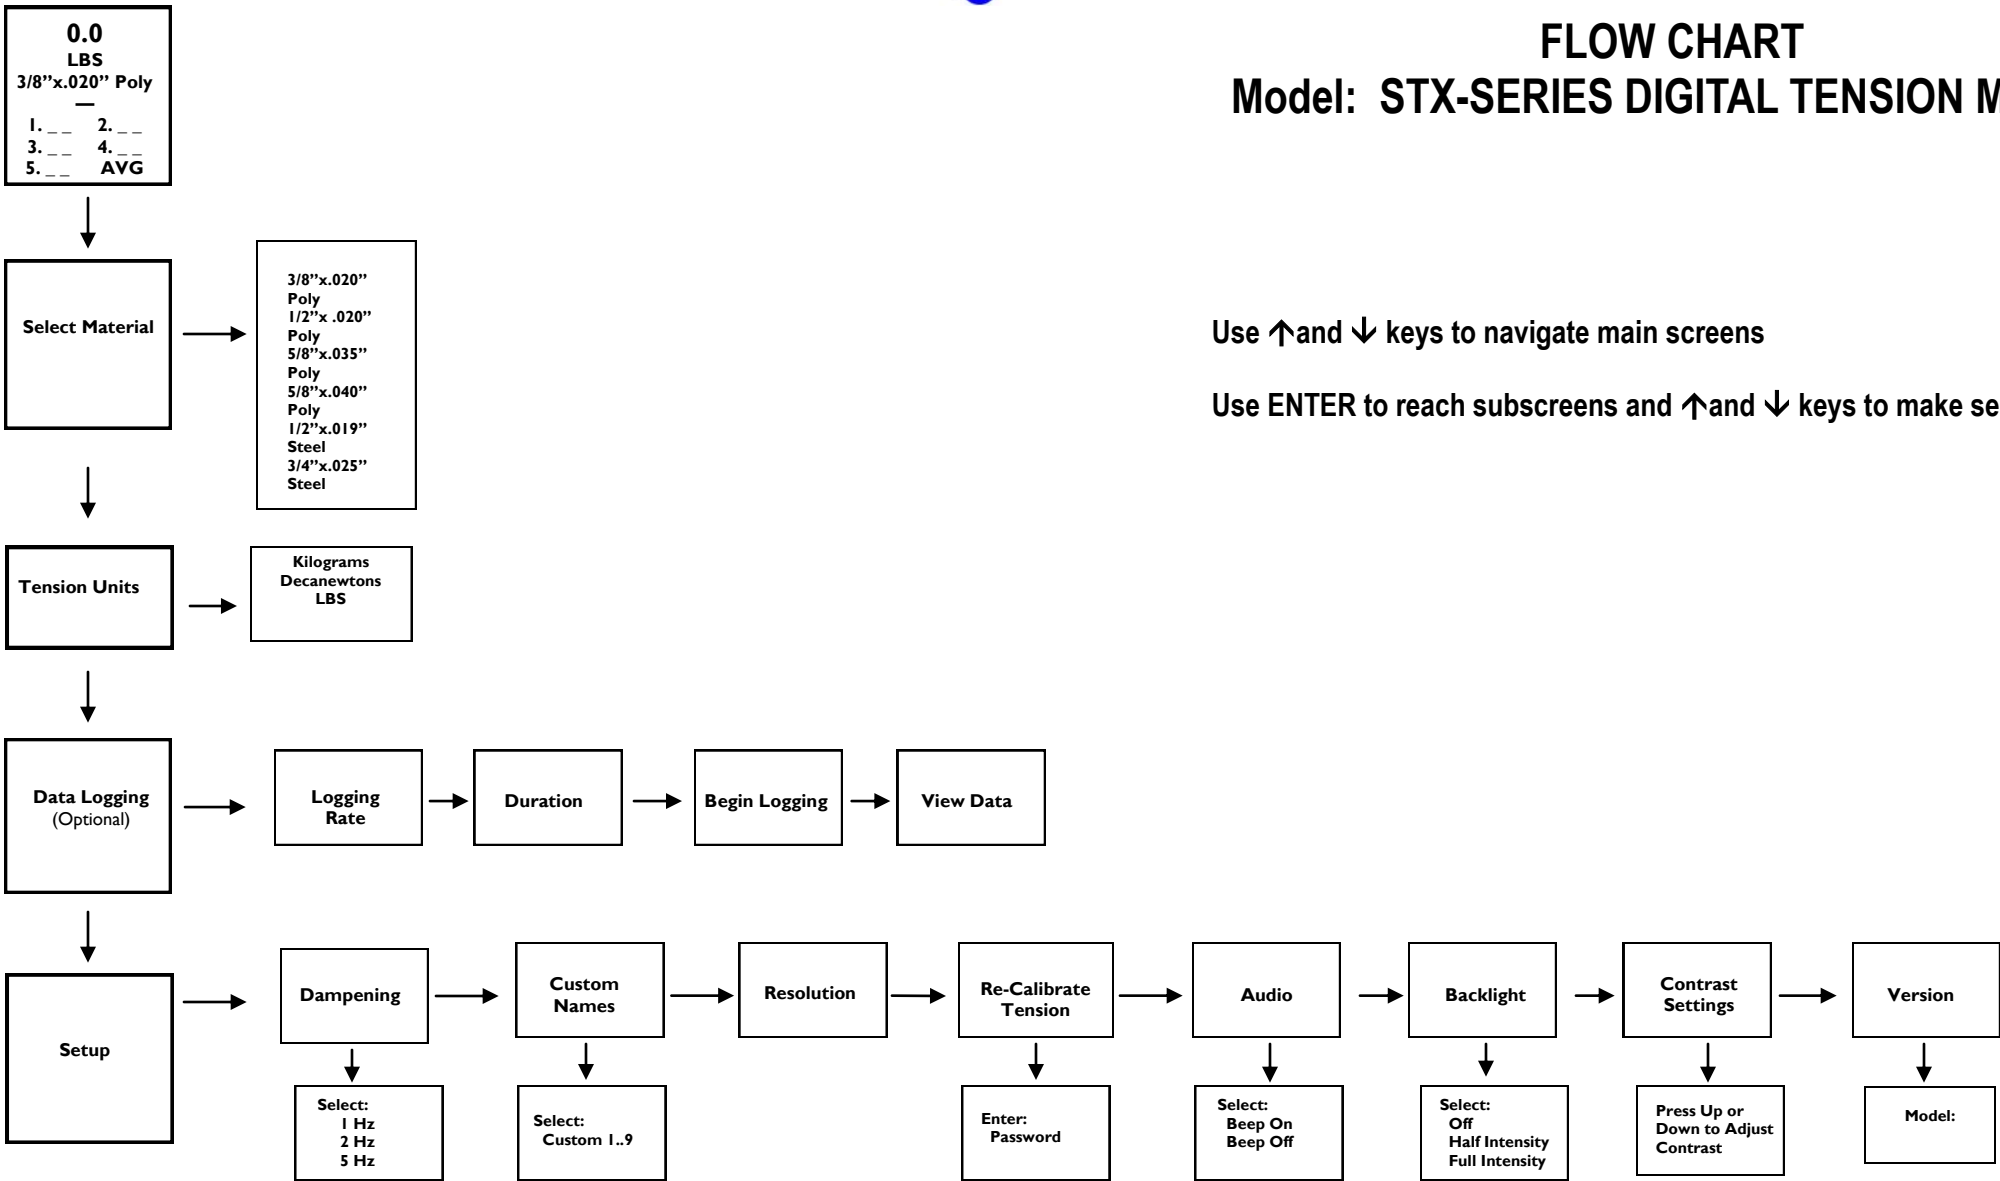 0.0
LBS
3/8”x.020” Poly
—
1. _ _ 2. _ _
3. _ _ 4. _ _
5. _ _ AVG
FLOW CHART
Model: STX-SERIES DIGITAL TENSION M
Select Material
3/8”x.020”
Poly
1/2”x .020”
Poly
5/8”x.035”
Poly
5/8”x.040”
Poly
1/2”x.019”
Steel
3/4”x.025”
Steel
Use ↑and ↓ keys to navigate main screens
Use ENTER to reach subscreens and ↑and ↓ keys to make se
Tension Units
Kilograms
Decanewtons
LBS
Data Logging
(Optional)
Logging
Rate
Duration
Begin Logging
View Data
Setup
Dampening
Custom
Names
Resolution
Re-Calibrate
Tension
Audio
Backlight
Contrast
Settings
Version
Select:
1 Hz
2 Hz
5 Hz
Select:
Custom 1..9
Enter:
Password
Select:
Beep On
Beep Off
Select:
Off
Half Intensity
Full Intensity
Press Up or
Down to Adjust
Contrast
Model: